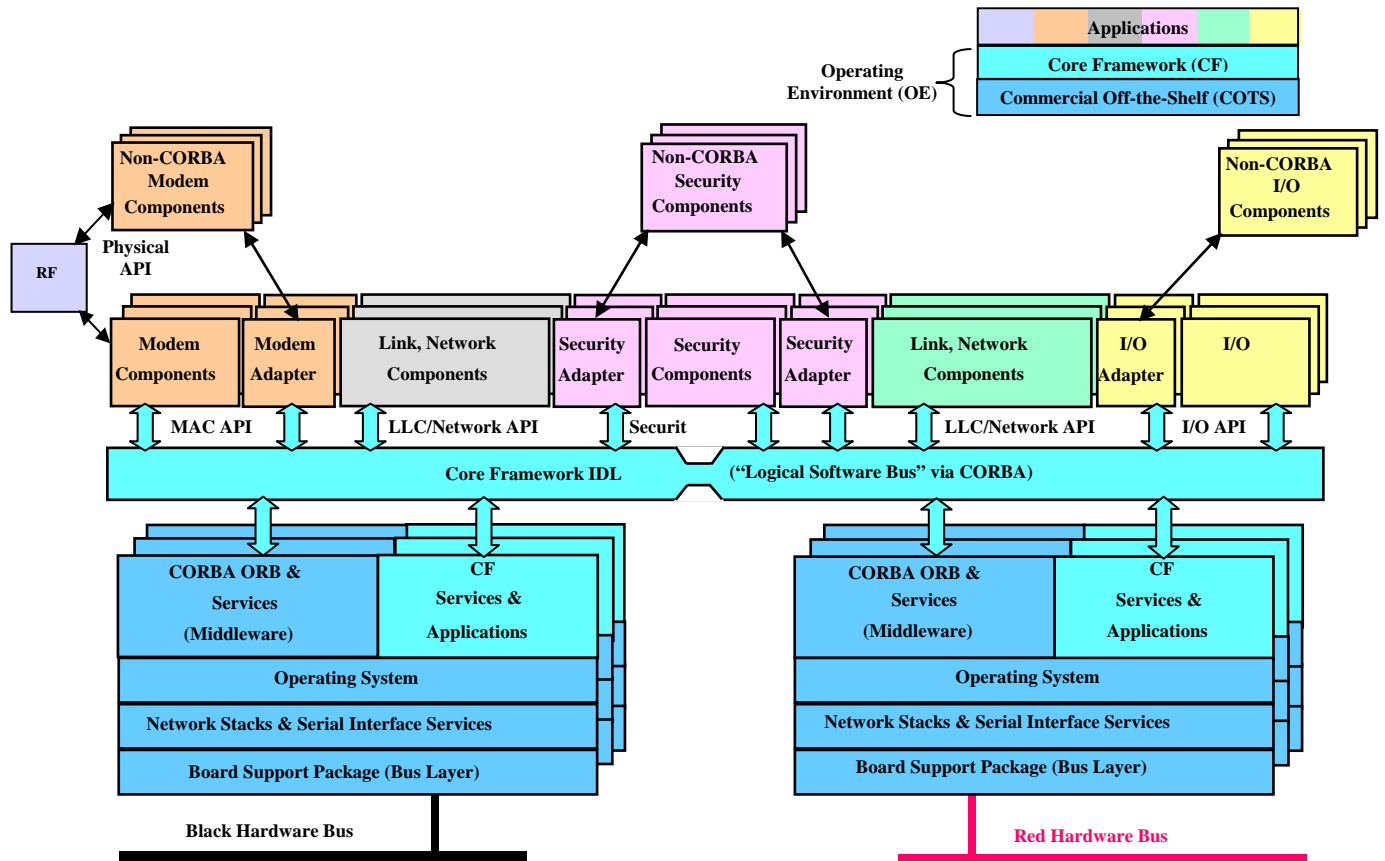 Applications
Operating
Environment (OE)
Core Framework (CF)
Commercial Off-the-Shelf (COTS)
Non-CORBA
Modem
Components
Non-CORBA
Security
Components
Non-CORBA
I/O
Components
RF
Physical
API
Modem
Components
Modem
Adapter
Link, Network
Components
Security
Adapter
Security
Components
Security
Adapter
Link, Network
Components
I/O
Adapter
I/O
MAC API
LLC/Network API
Securit
LLC/Network API
I/O API
Core Framework IDL
(“Logical Software Bus” via CORBA)
CORBA ORB &
Services
(Middleware)
CF
Services &
Applications
Operating System
Network Stacks & Serial Interface Services
Board Support Package (Bus Layer)
CORBA ORB &
Services
(Middleware)
CF
Services &
Applications
Operating System
Network Stacks & Serial Interface Services
Board Support Package (Bus Layer)
Black Hardware Bus
Red Hardware Bus